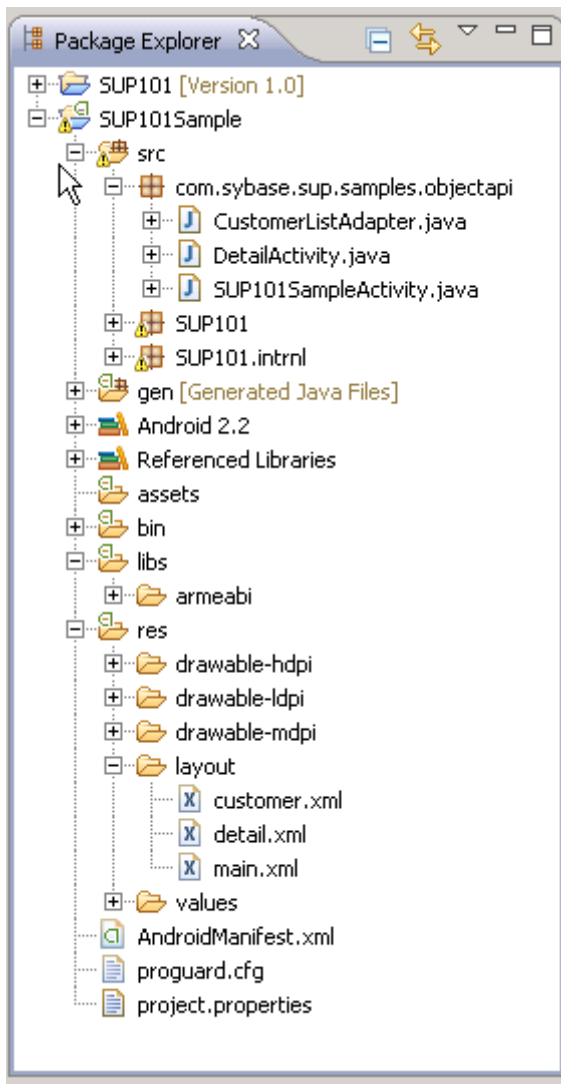 Package Explorer
SUP101 [Version 1.0]
SUP101Sample
src
com.sybase.sup.samples.objectapi
CustomerListAdapter.java
DetailActivity.java
SUP101SampleActivity.java
SUP101
SUP101.intrnl
gen [Generated Java Files]
Android 2.2
Referenced Libraries
assets
bin
libs
armeabi
res
drawable-hdpi
drawable-ldpi
drawable-mdpi
layout
customer.xml
detail.xml
main.xml
values
AndroidManifest.xml
proguard.cfg
project.properties